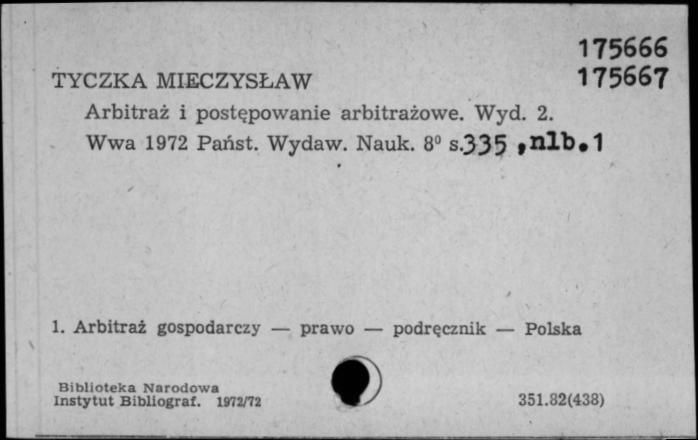 175666
TYCZKA MIECZYSŁAW 175667
Arbitraż i postępowanie arbitrażowe. Wyd. 2.
Wwa 1972 Państ. Wydaw. Nauk. 8⁰ s.335 ,nlb.1
1. Arbitraż gospodarczy — prawo — podręcznik — Polska
Biblioteka Narodowa
Instytut Bibliograf. 1972/72 351.82(438)